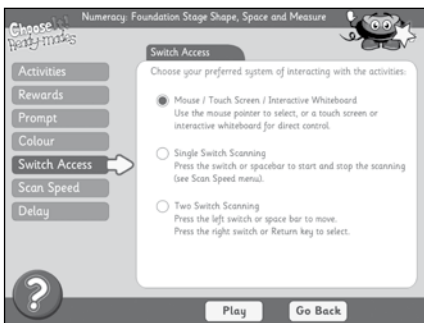 Numeracy: Foundation Stage Shape, Space and Measure
Choose It!
Ready-mades
Switch Access
Choose your preferred system of interacting with the activities:
Activities
Rewards
Prompt
Colour
Switch Access
Scan Speed
Delay
Mouse / Touch Screen / Interactive Whiteboard
Use the mouse pointer to select, or a touch screen or
interactive whiteboard for direct control.
Single Switch Scanning
Press the switch or spacebar to start and stop the scanning
(see Scan Speed menu).
Two Switch Scanning
Press the left switch or space bar to move.
Press the right switch or Return key to select.
?
Play
Go Back